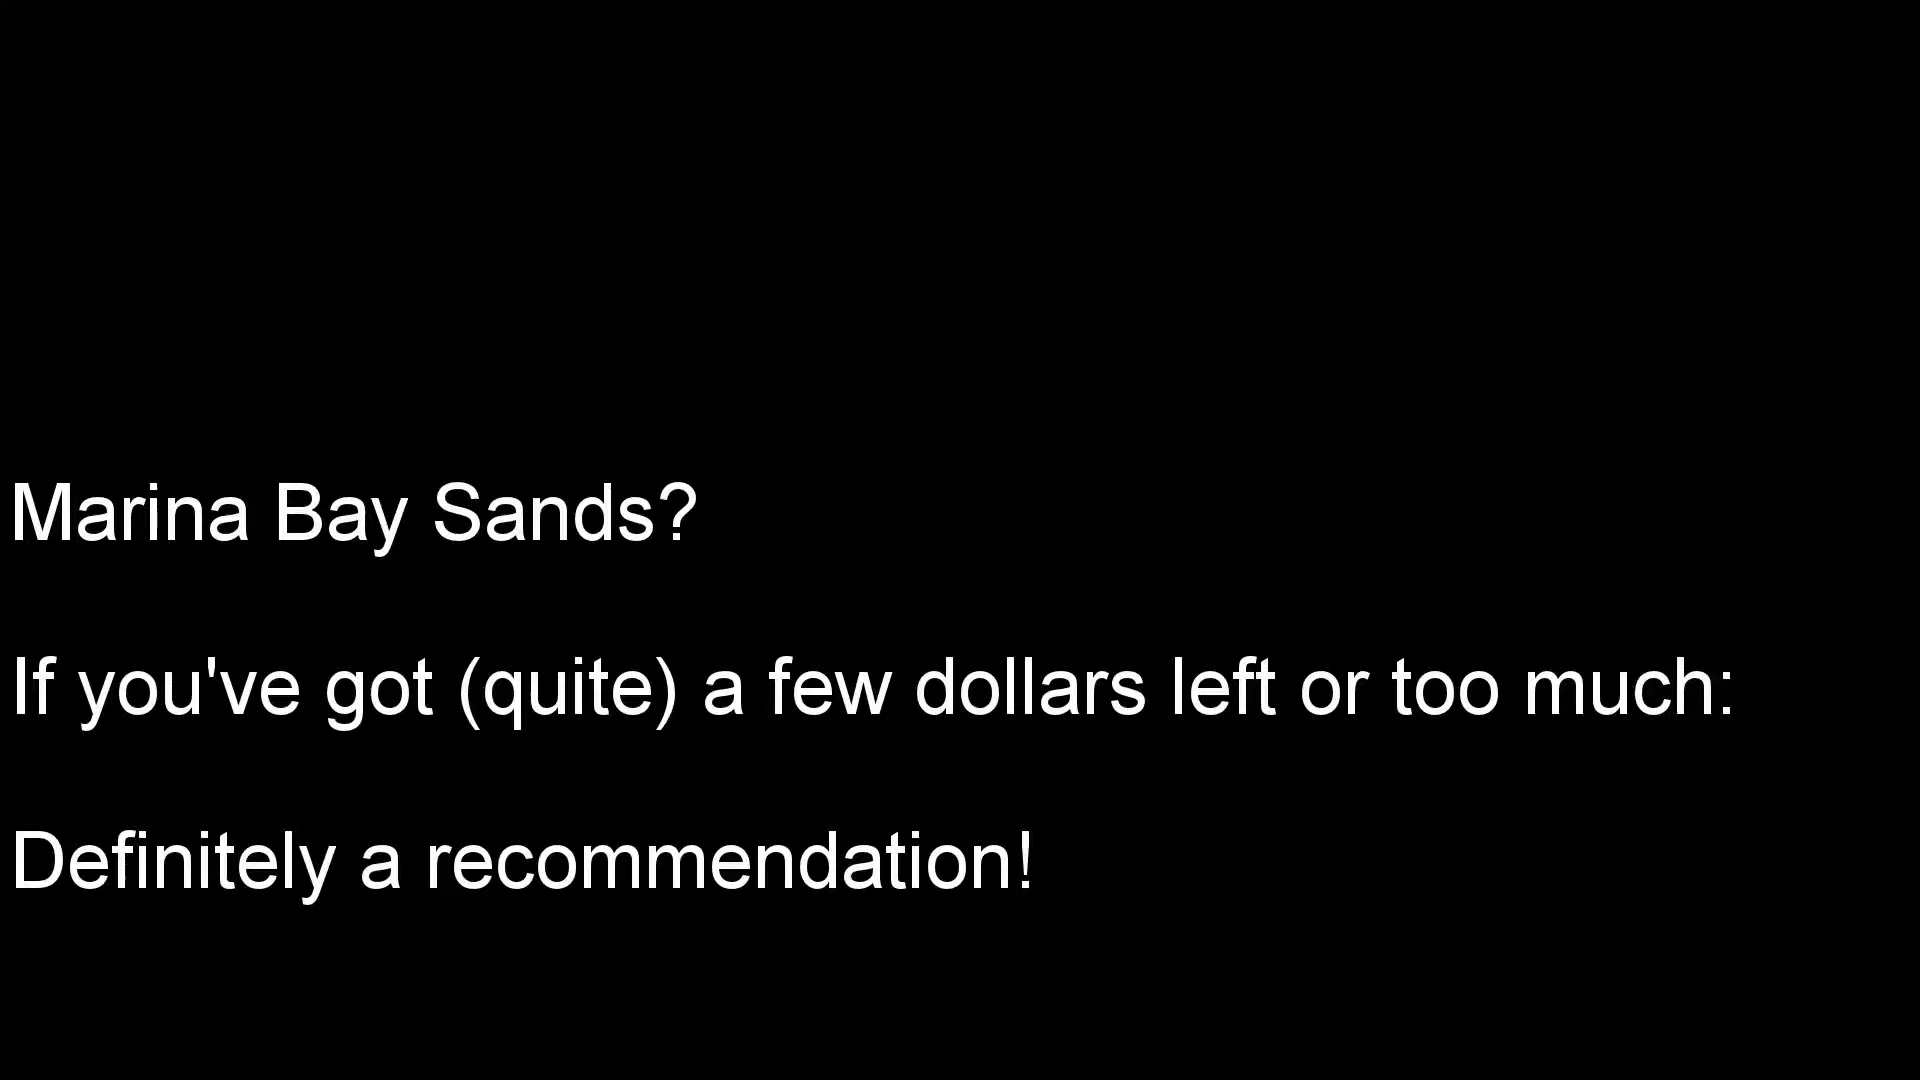 Marina Bay Sands?
If you've got (quite) a few dollars left or too much:
Definitely a recommendation!